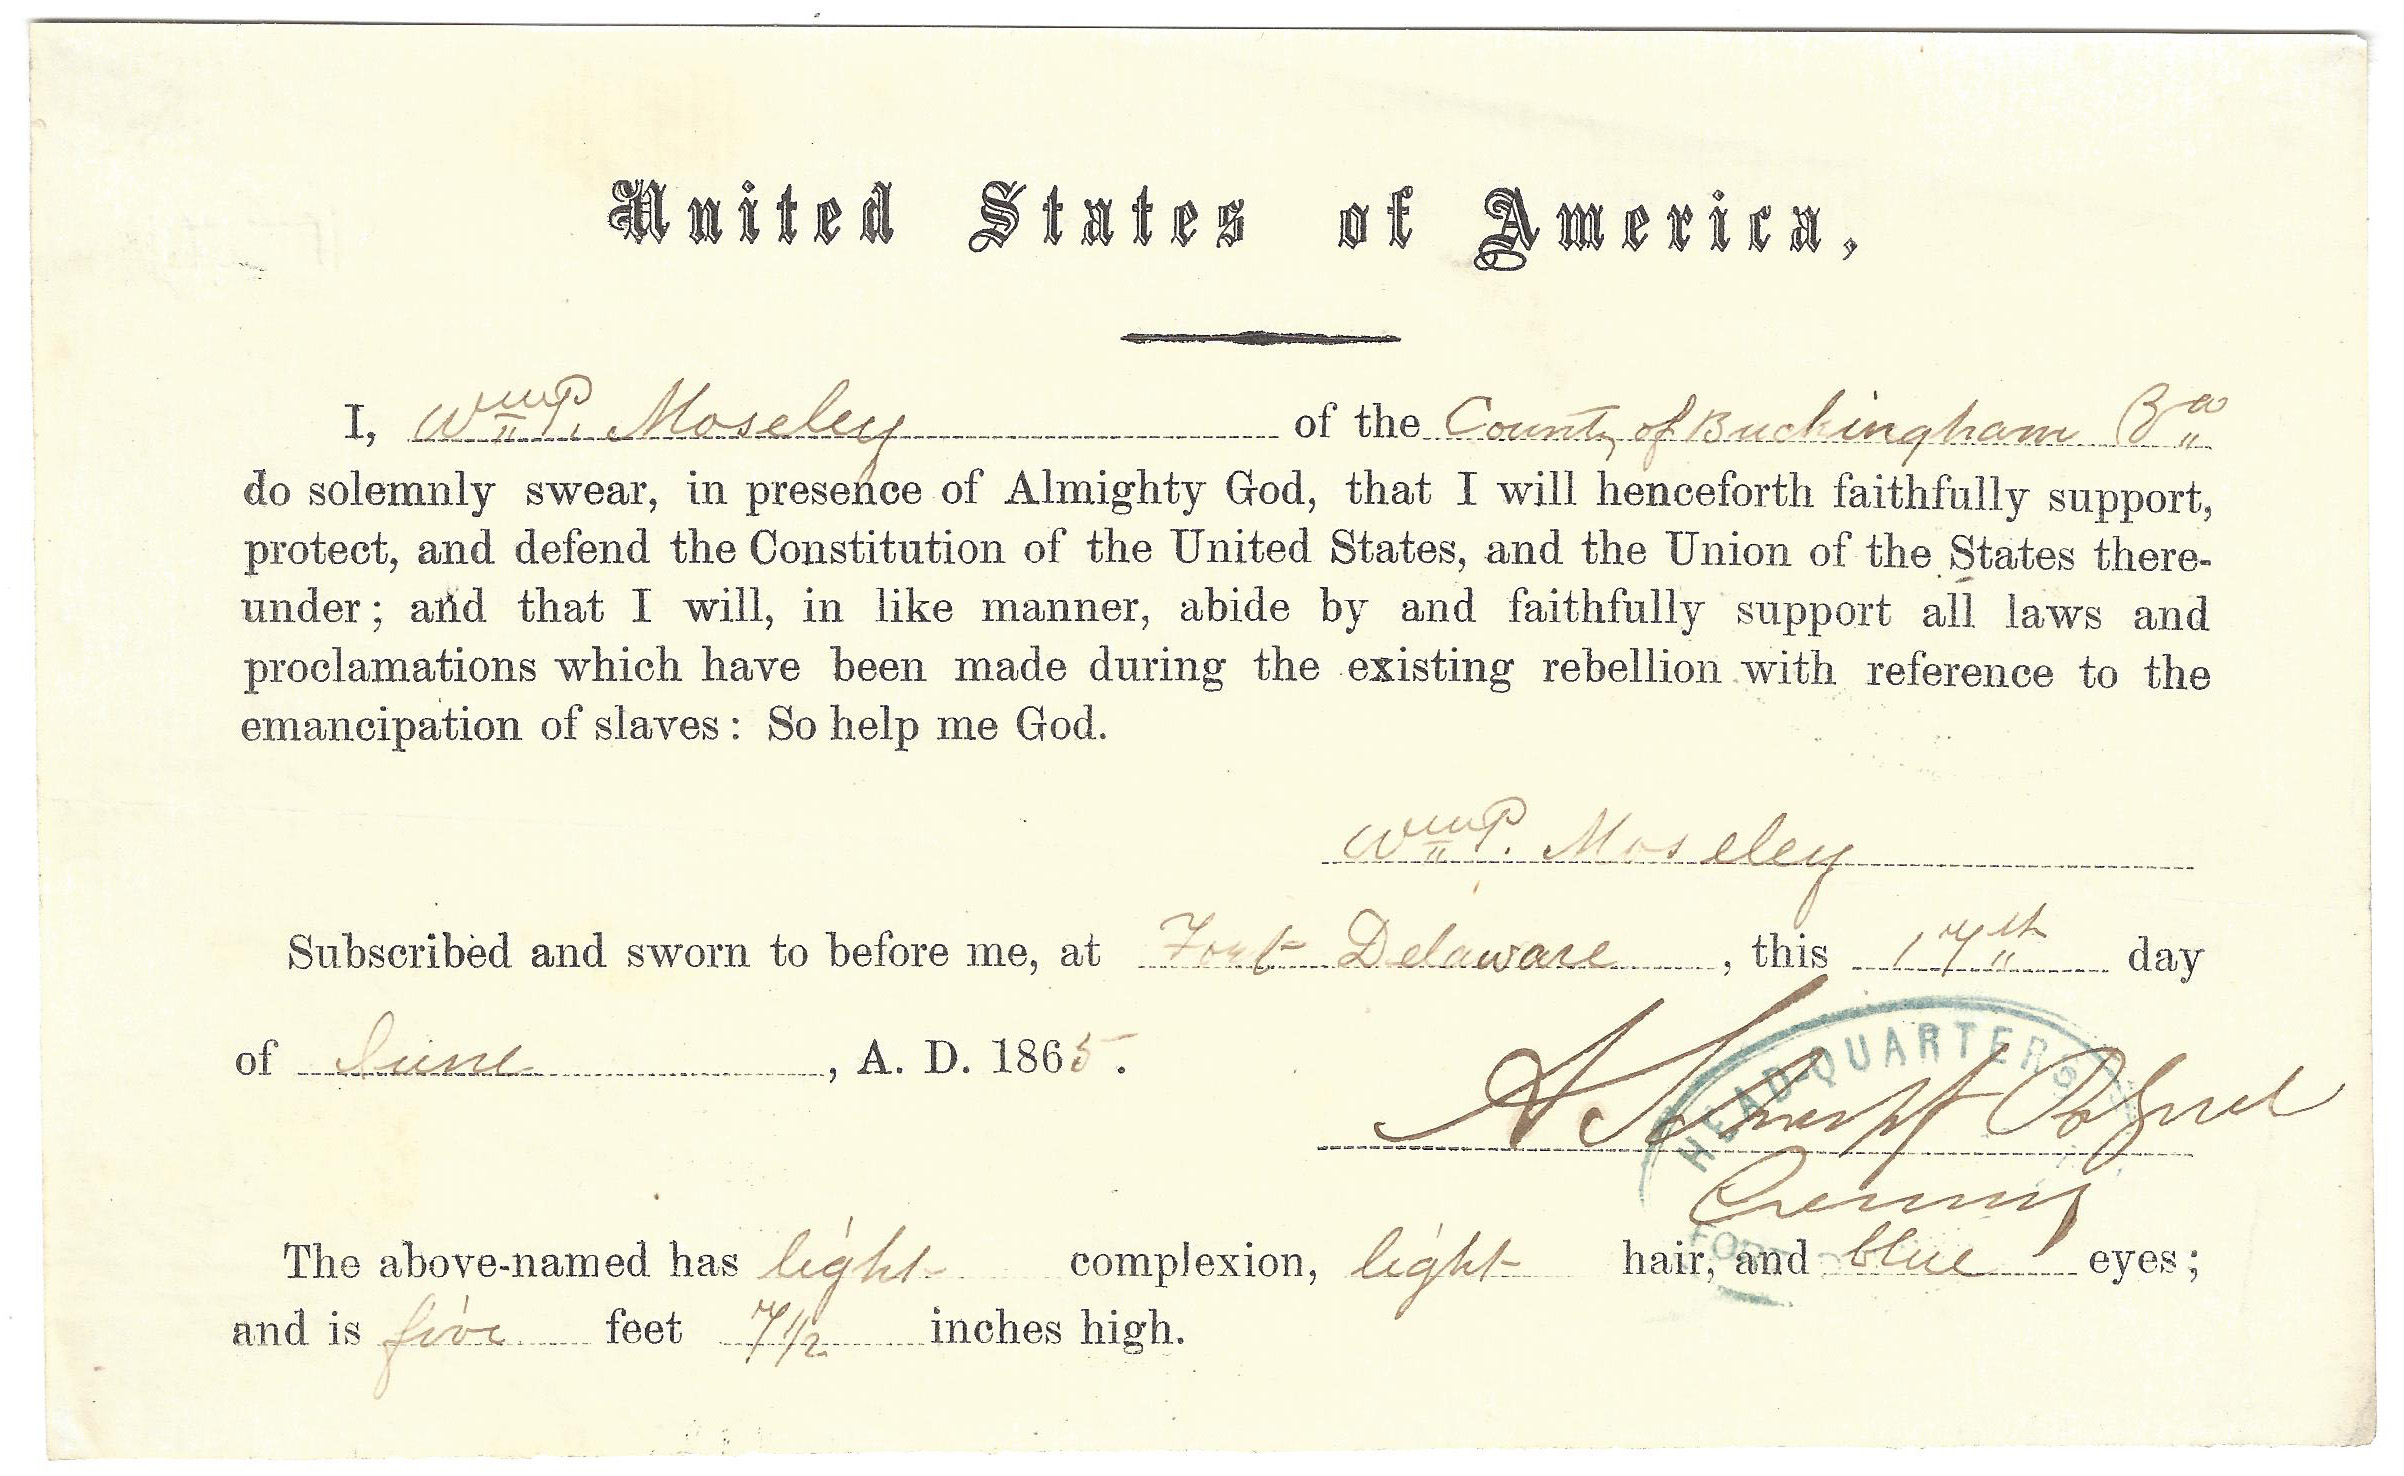 United States of America,
I, Wm P. Moseley of the County of Buckingham Va
do solemnly swear, in presence of Almighty God, that I will henceforth faithfully support,
protect, and defend the Constitution of the United States, and the Union of the States there-
under; and that I will, in like manner, abide by and faithfully support all laws and
proclamations which have been made during the existing rebellion with reference to the
emancipation of slaves: So help me God.
Wm P. Moseley
Subscribed and sworn to before me, at Fort Delaware, this 17th day
of June, A. D. 1865.
HEAD-QUARTERS
A
FORT
The above-named has light complexion, light hair, and blue eyes;
and is five feet 7 1/2 inches high.